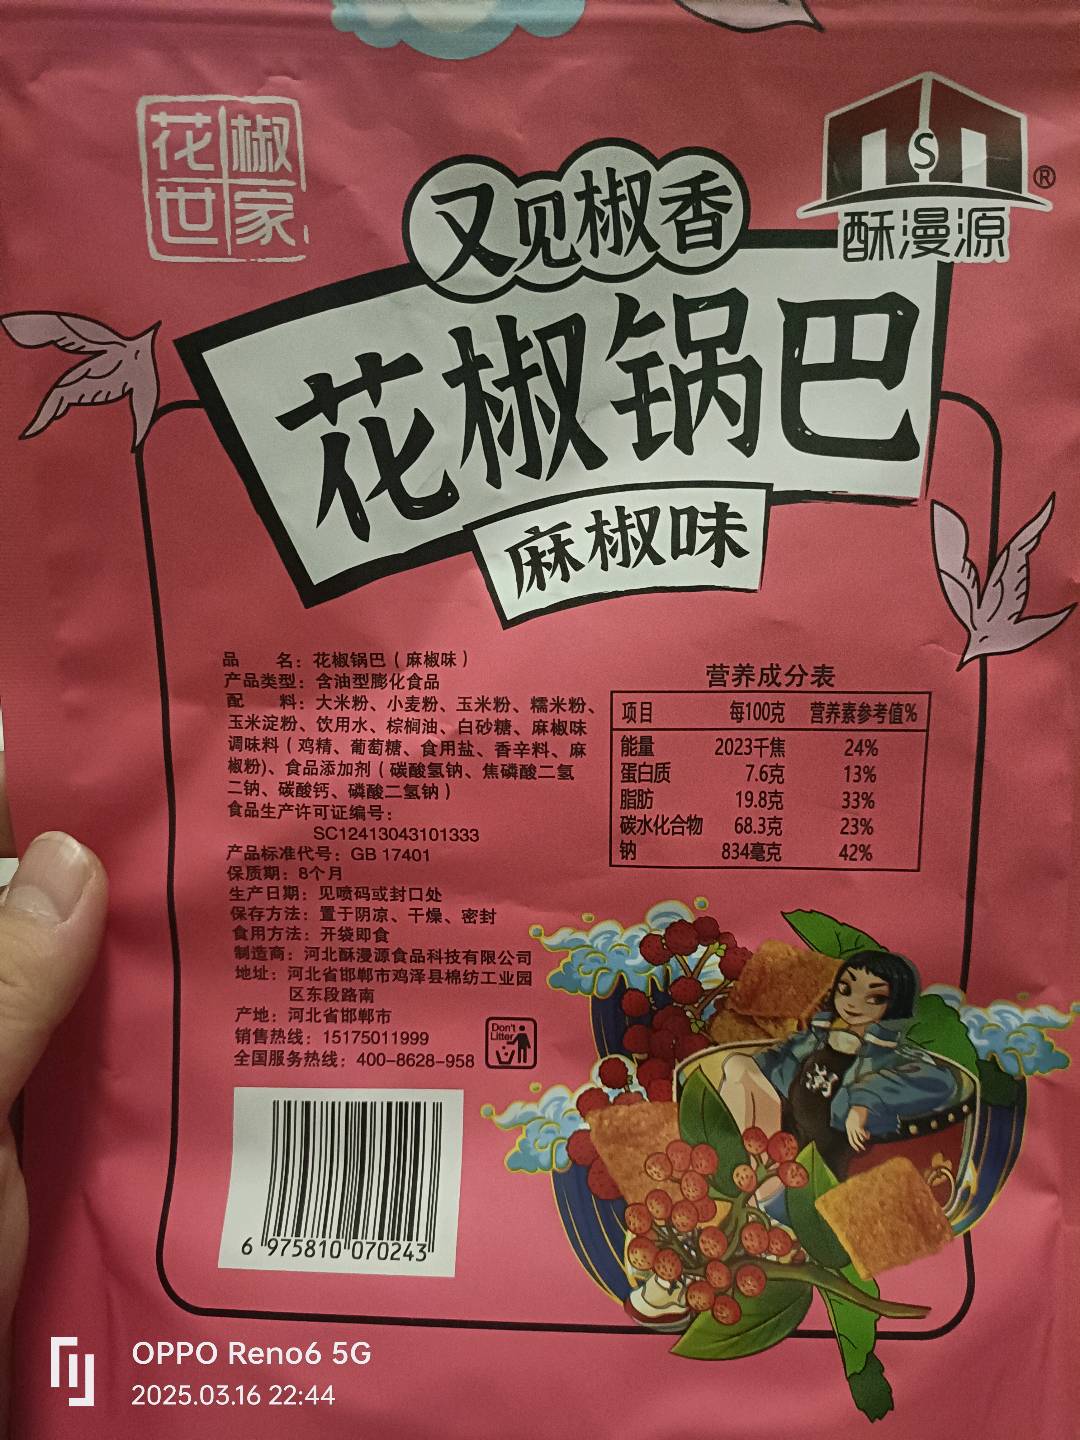 花椒
世家
又见椒香
S
®
酥漫源
花椒锅巴
麻椒味
品　　名：花椒锅巴（麻椒味）
产品类型：含油型膨化食品
配　　料：大米粉、小麦粉、玉米粉、糯米粉、
玉米淀粉、饮用水、棕榈油、白砂糖、麻椒味
调味料（鸡精、葡萄糖、食用盐、香辛料、麻
椒粉）、食品添加剂（碳酸氢钠、焦磷酸二氢
二钠、碳酸钙、磷酸二氢钠）
食品生产许可证编号：
SC12413043101333
产品标准代号：GB 17401
保质期：8个月
生产日期：见喷码或封口处
保存方法：置于阴凉、干燥、密封
食用方法：开袋即食
制造商：河北酥漫源食品科技有限公司
地址：河北省邯郸市鸡泽县棉纺工业园
区东段路南
产地：河北省邯郸市
销售热线：15175011999
全国服务热线：400-8628-958
Don't
Litter
营养成分表
项目 每100克 营养素参考值%
能量 2023千焦 24%
蛋白质 7.6克 13%
脂肪 19.8克 33%
碳水化合物 68.3克 23%
钠 834毫克 42%
6 975810 070243
OPPO Reno6 5G
2025.03.16 22:44